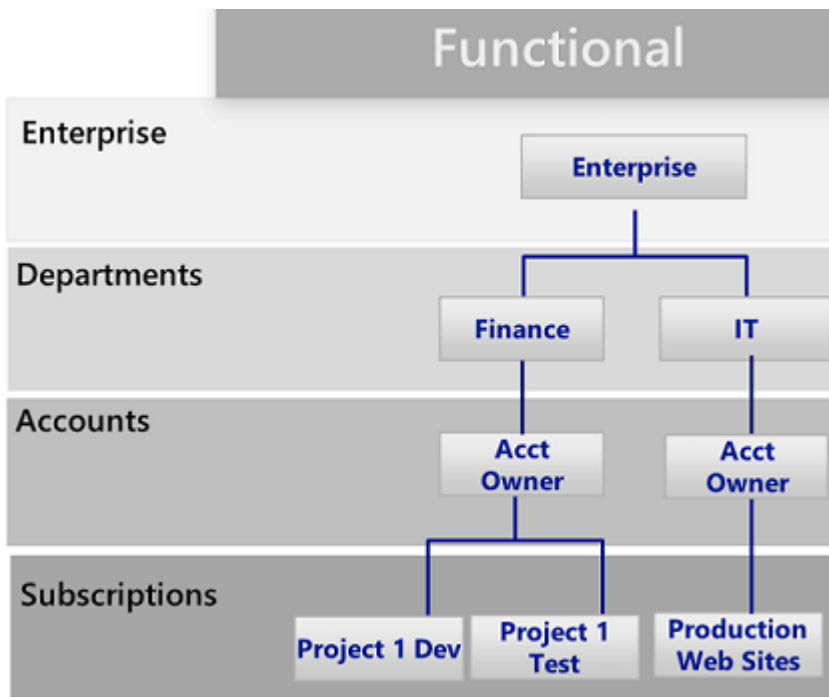 Functional
Enterprise
Enterprise
Departments
Finance
IT
Accounts
Acct
Owner
Acct
Owner
Subscriptions
Project 1 Dev
Project 1
Test
Production
Web Sites